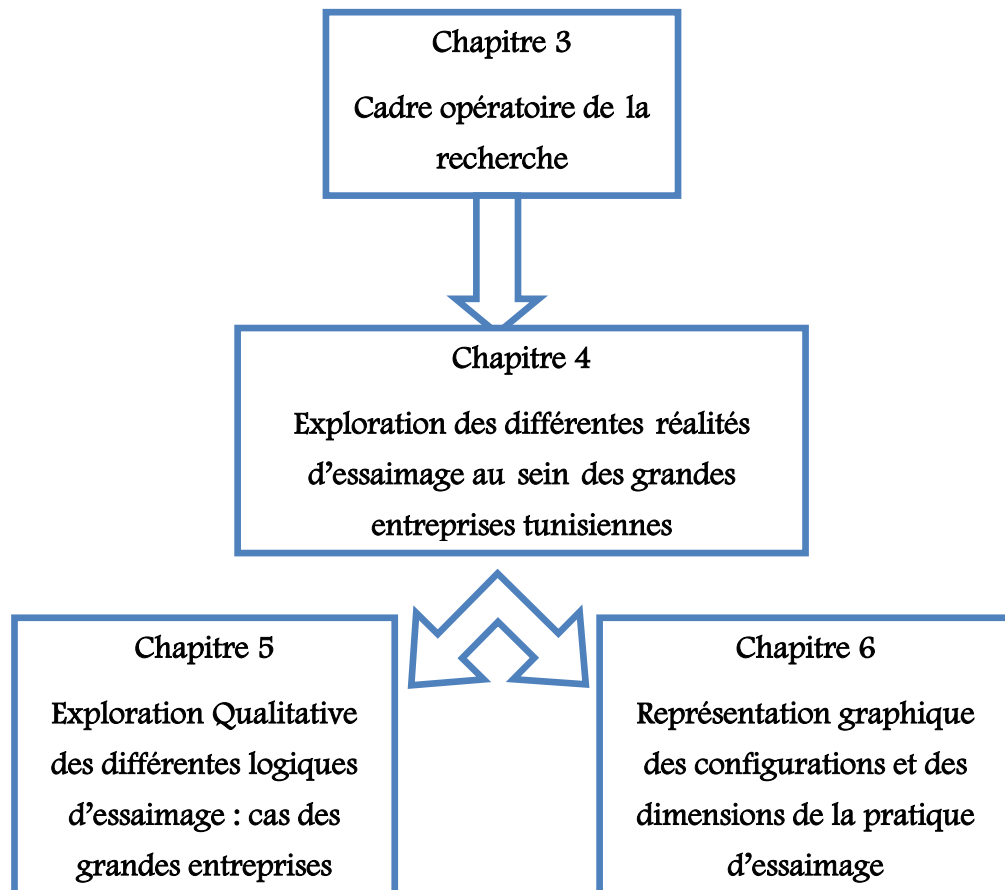 Chapitre 3
Cadre opératoire de la
recherche
Chapitre 4
Exploration des différentes réalités
d'essaimage au sein des grandes
entreprises tunisiennes
Chapitre 5
Exploration Qualitative
des différentes logiques
d'essaimage : cas des
grandes entreprises
Chapitre 6
Représentation graphique
des configurations et des
dimensions de la pratique
d'essaimage